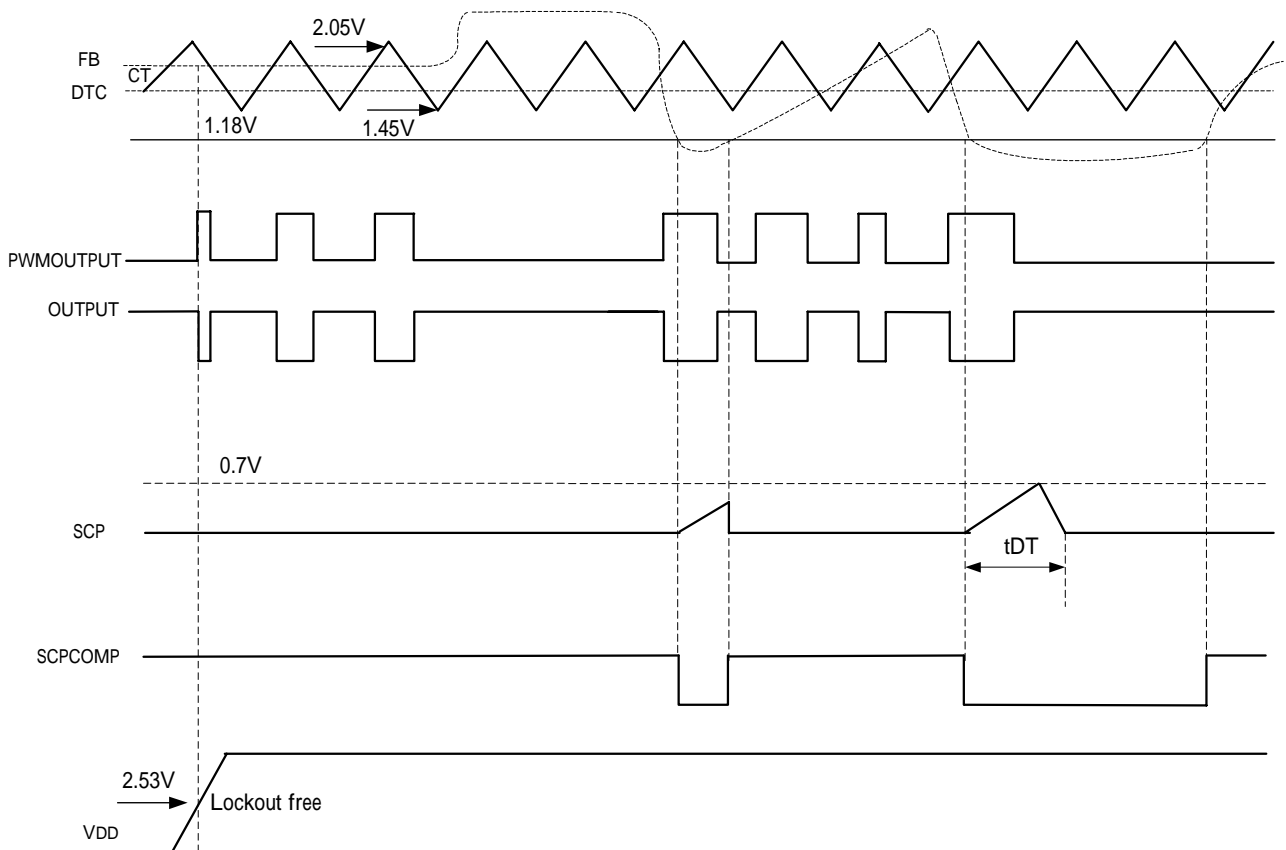 2.05V
FB
CT
DTC
1.18V
1.45V
PWMOUTPUT
OUTPUT
0.7V
SCP
tDT
SCPCOMP
2.53V
Lockout free
VDD